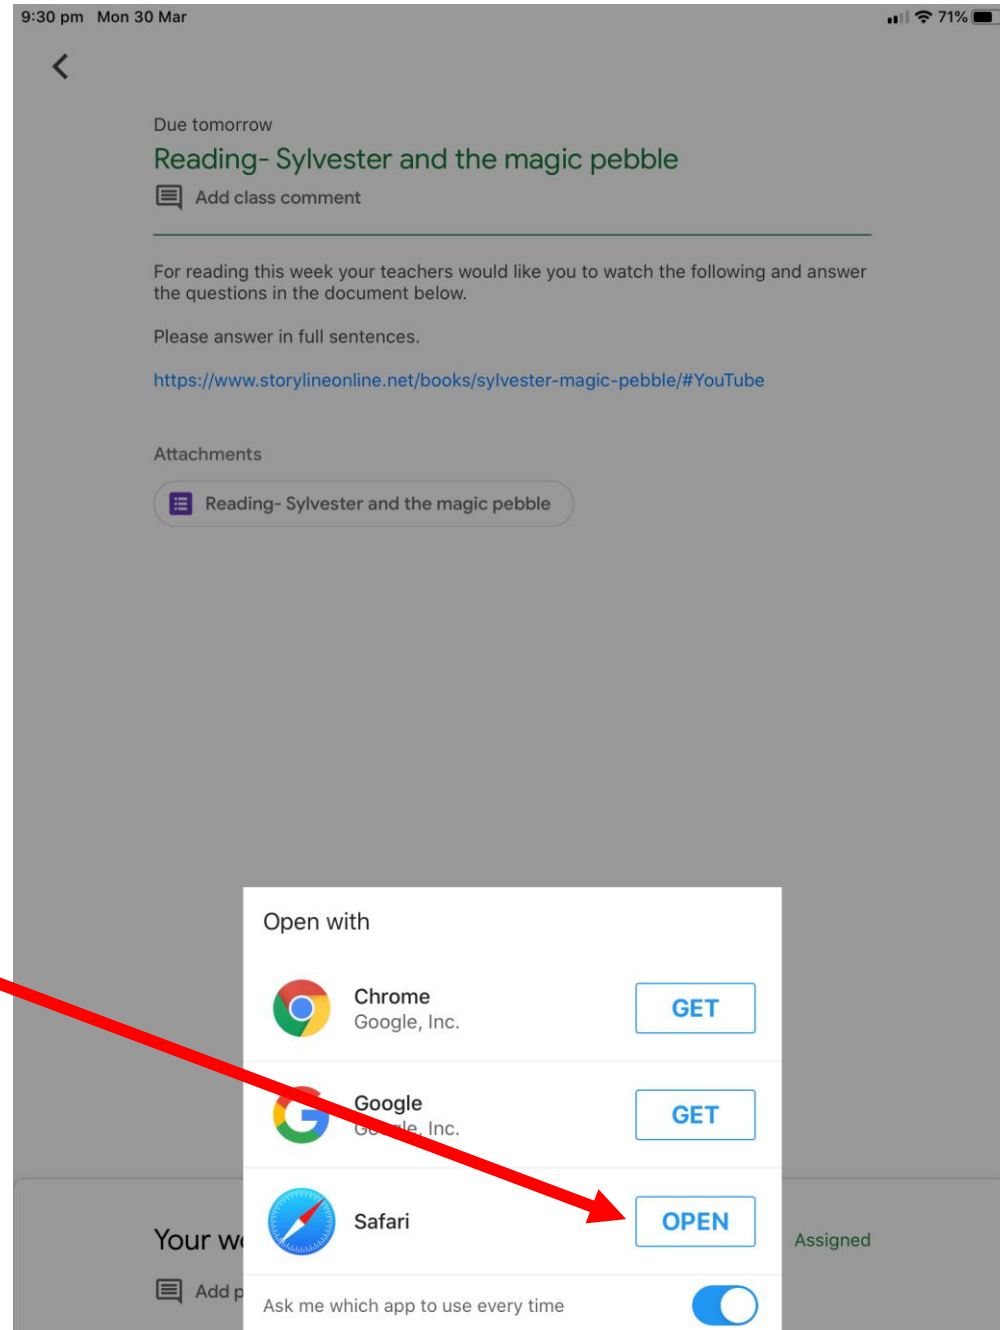 9:30 pm Mon 30 Mar 71%
Due tomorrow
Reading- Sylvester and the magic pebble
Add class comment
For reading this week your teachers would like you to watch the following and answer
the questions in the document below.
Please answer in full sentences.
https://www.storylineonline.net/books/sylvester-magic-pebble/#YouTube
Attachments
Reading- Sylvester and the magic pebble
Open with
Chrome
Google, Inc.
GET
Google
Google, Inc.
GET
Safari
OPEN
Your
Assigned
Add
Ask me which app to use every time